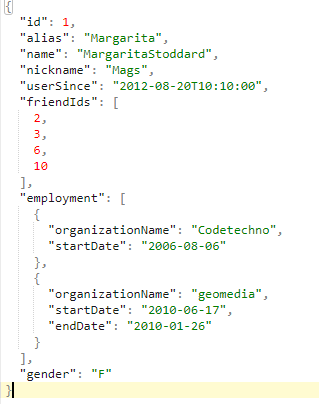 {
  "id": 1,
  "alias": "Margarita",
  "name": "MargaritaStoddard",
  "nickname": "Mags",
  "userSince": "2012-08-20T10:10:00",
  "friendIds": [
    2,
    3,
    6,
    10
  ],
  "employment": [
    {
      "organizationName": "Codetechno",
      "startDate": "2006-08-06"
    },
    {
      "organizationName": "geomedia",
      "startDate": "2010-06-17",
      "endDate": "2010-01-26"
    }
  ],
  "gender": "F"
}